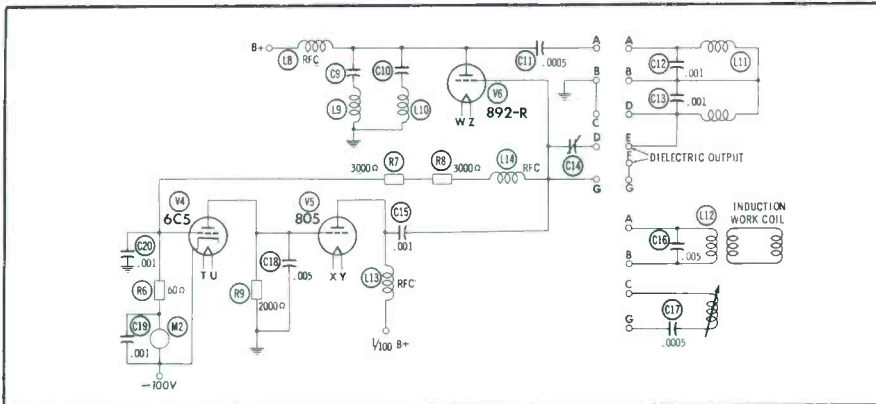 B+
L8
RFC
C9
L9
C10
L10
V6
892-R
W Z
C11
.0005
A
B
C
D
G
C14
A
B
D
E
F
G
C12
.001
C13
.001
L11
DIELECTRIC OUTPUT
3000Ω
R7
R8
3000Ω
L14
RFC
V4
6C5
T U
V5
805
X Y
C15
.001
C20
.001
R6
60Ω
C19
.001
M2
-100V
R9
2000Ω
C18
.005
L13
RFC
1/100 B+
A
B
C16
.005
L12
INDUCTION
WORK COIL
C
G
C17
.0005